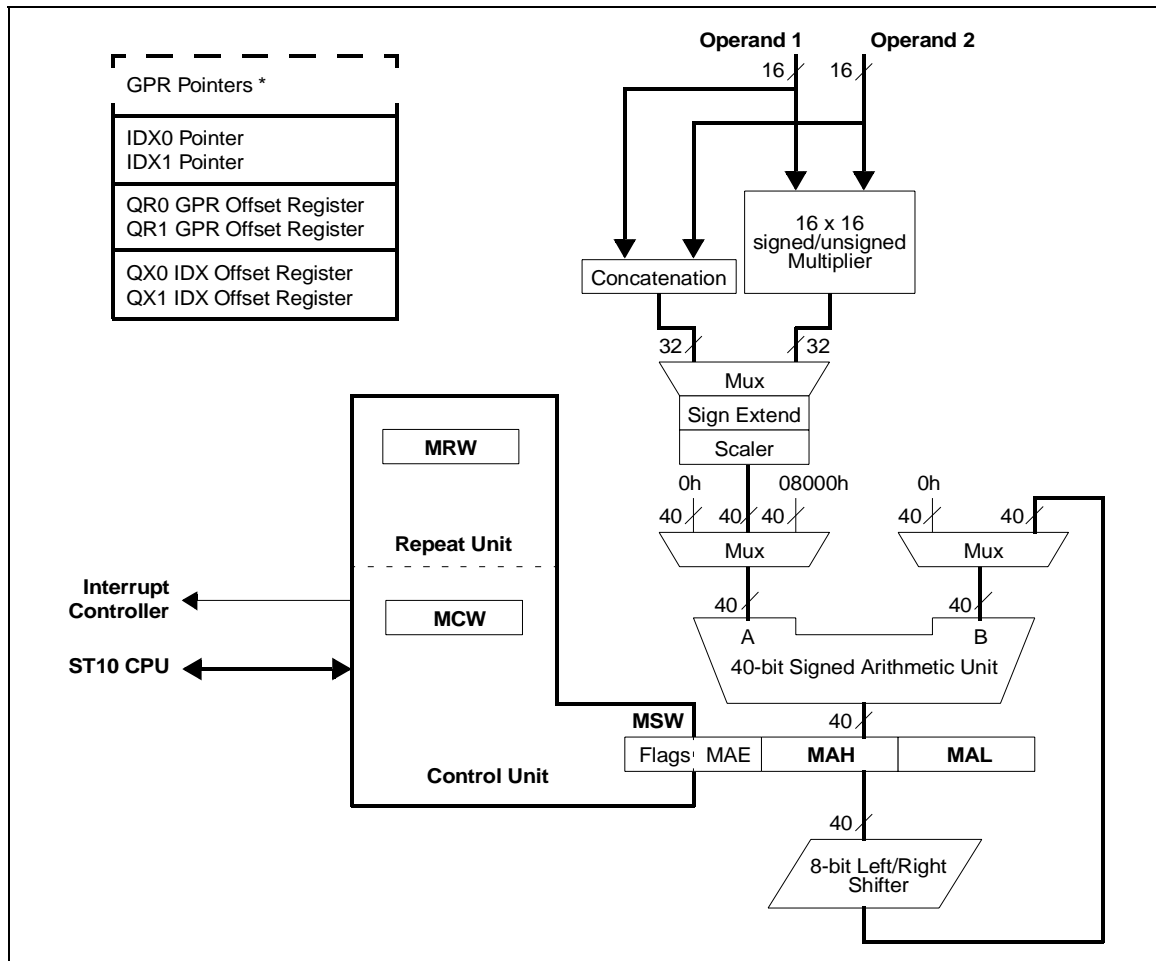 Operand 1 Operand 2
16 16
GPR Pointers *
IDX0 Pointer
IDX1 Pointer
QR0 GPR Offset Register
QR1 GPR Offset Register
QX0 IDX Offset Register
QX1 IDX Offset Register
16 x 16
signed/unsigned
Multiplier
Concatenation
32 32
Mux
Sign Extend
Scaler
MRW
0h 08000h 0h
40 40 40 40 40
Mux Mux
Repeat Unit
Interrupt
Controller
40 40
MCW
A B
ST10 CPU
40-bit Signed Arithmetic Unit
MSW 40
Flags MAE MAH MAL
Control Unit
40
8-bit Left/Right
Shifter